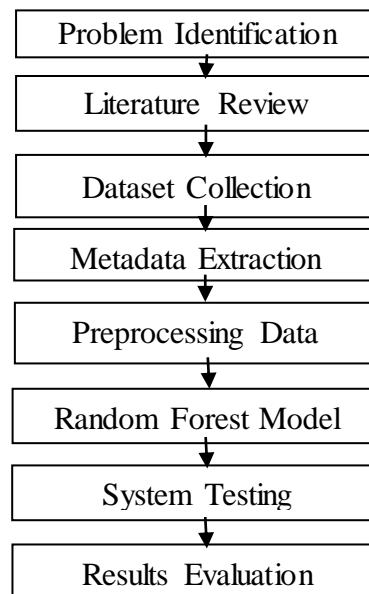 Problem Identification
Literature Review
Dataset Collection
Metadata Extraction
Preprocessing Data
Random Forest Model
System Testing
Results Evaluation